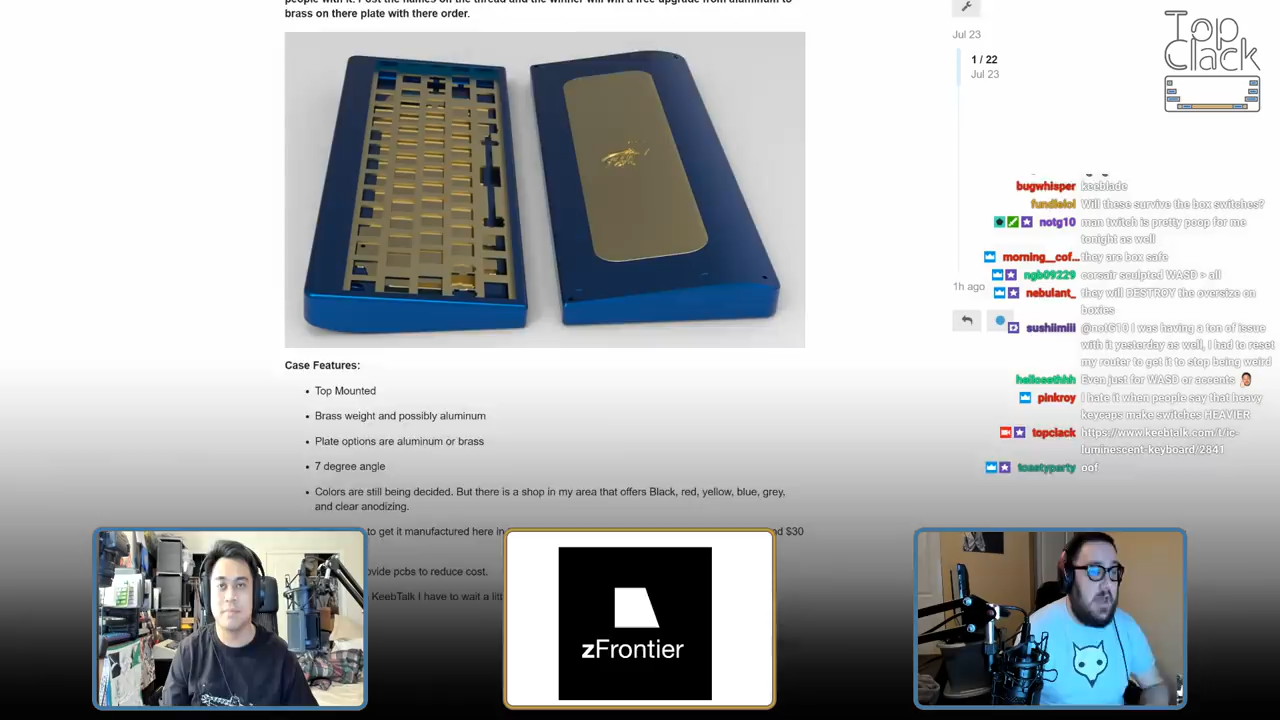 people with it. Post the names on the thread and the winner will win a free upgrade from aluminum to
brass on there plate with there order.
Case Features:
Top Mounted
Brass weight and possibly aluminum
Plate options are aluminum or brass
7 degree angle
Colors are still being decided. But there is a shop in my area that offers Black, red, yellow, blue, grey,
and clear anodizing.
to get it manufactured here in
nd $30
ovide pcbs to reduce cost.
KeebTalk I have to wait a litt
Jul 23
1 / 22
Jul 23
1h ago
Top
Clack
bugwhisper keeblade
fundielol Will these survive the box switches?
notg10 man twitch is pretty poop for me
tonight as well
morning__cof... they are box safe
ngb09229 corsair sculpted WASD > all
nebulant_ they will DESTROY the oversize on
boxies
sushiimiii @notG10 I was having a ton of issue
with it yesterday as well, I had to reset
my router to get it to stop being weird
hellosethhh Even just for WASD or accents
pinkroy I hate it when people say that heavy
keycaps make switches HEAVIER
topclack https://www.keebtalk.com/t/ic-
luminescent-keyboard/2841
toastyparty oof
zFrontier